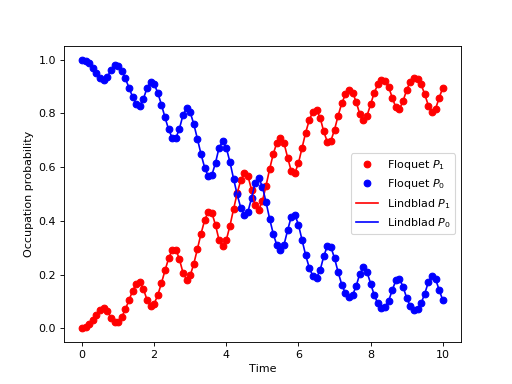 1.0
0.8
0.6
0.4
0.2
0.0
Occupation probability
Floquet P₁
Floquet P₀
Lindblad P₁
Lindblad P₀
0 2 4 6 8 10
Time